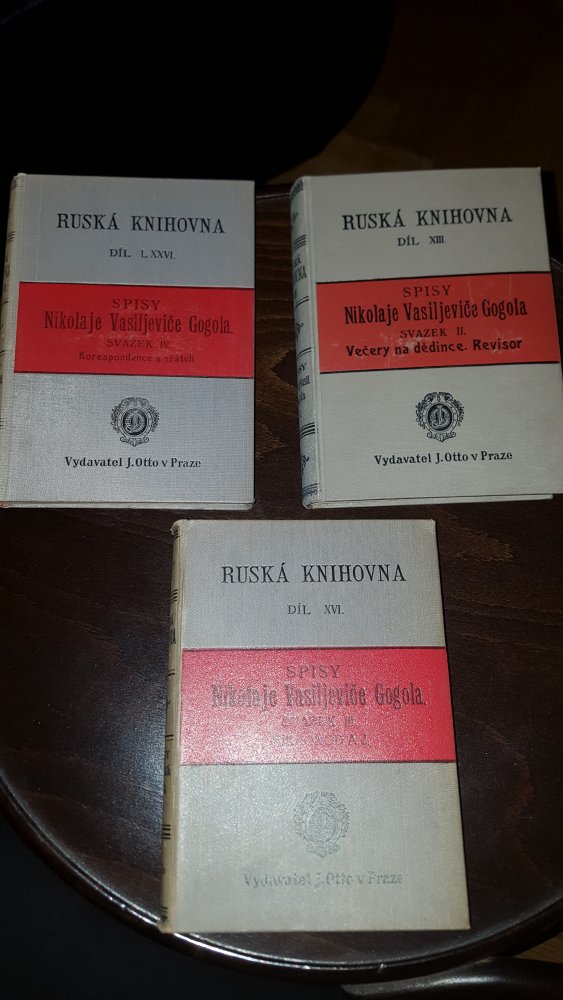 RUSKÁ KNIHOVNA
DÍL LXXVI.
SPISY
Nikolaje Vasiljeviče Gogola.
SVAZEK IV.
Korespondence s přáteli
Vydavatel J. Otto v Praze
RUSKÁ KNIHOVNA
DÍL XIII.
SPISY
Nikolaje Vasiljeviče Gogola
SVAZEK II.
Večery na dědince. Revisor
Vydavatel J. Otto v Praze
RUSKÁ KNIHOVNA
DÍL XVI.
SPISY
Nikolaje Vasiljeviče Gogola.
SVAZEK III.
Vydavatel J. Otto v Praze